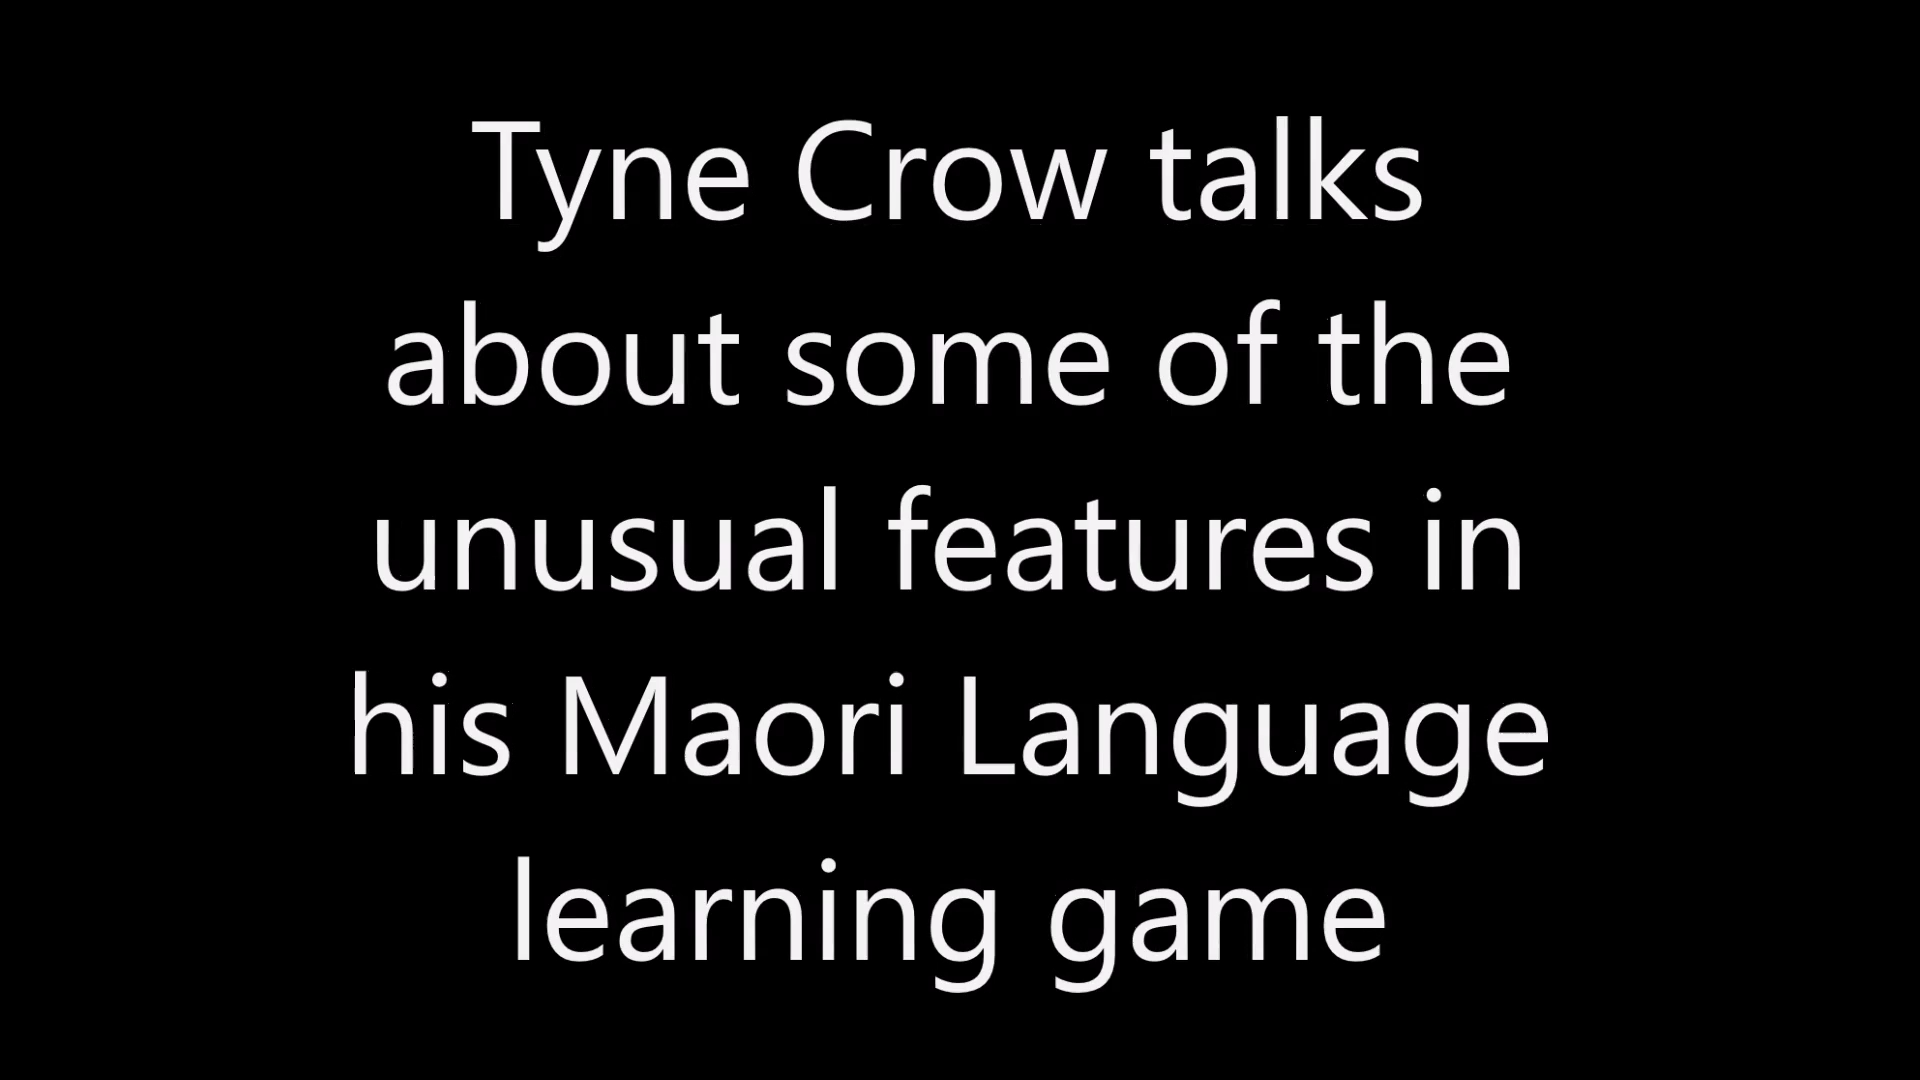 Tyne Crow talks
about some of the
unusual features in
his Maori Language
learning game